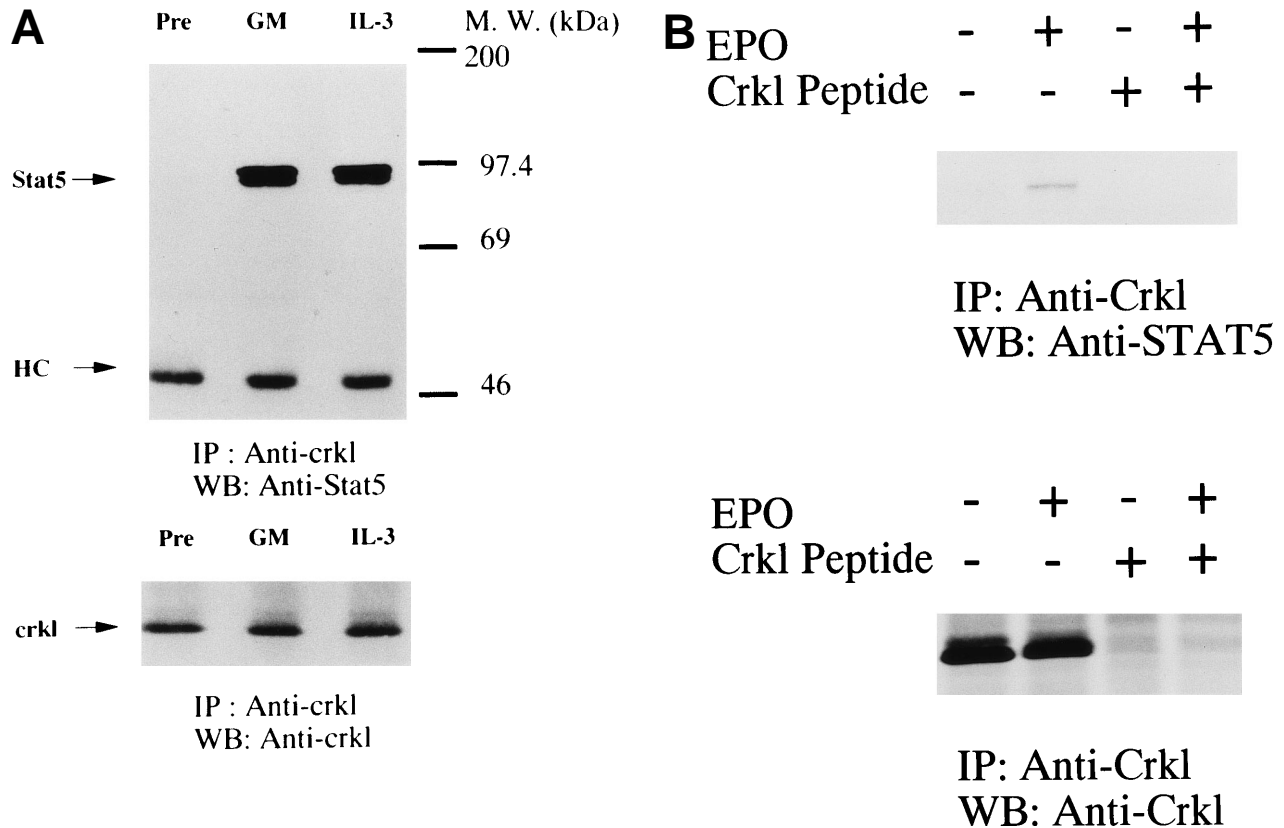 A
Pre GM IL-3 M. W. (kDa)
200
Stat5
97.4
69
HC
46
IP : Anti-crkl
WB: Anti-Stat5
Pre GM IL-3
crkl
IP : Anti-crkl
WB: Anti-crkl
B
EPO - + - +
Crkl Peptide - - + +
IP: Anti-Crkl
WB: Anti-STAT5
EPO - + - +
Crkl Peptide - - + +
IP: Anti-Crkl
WB: Anti-Crkl